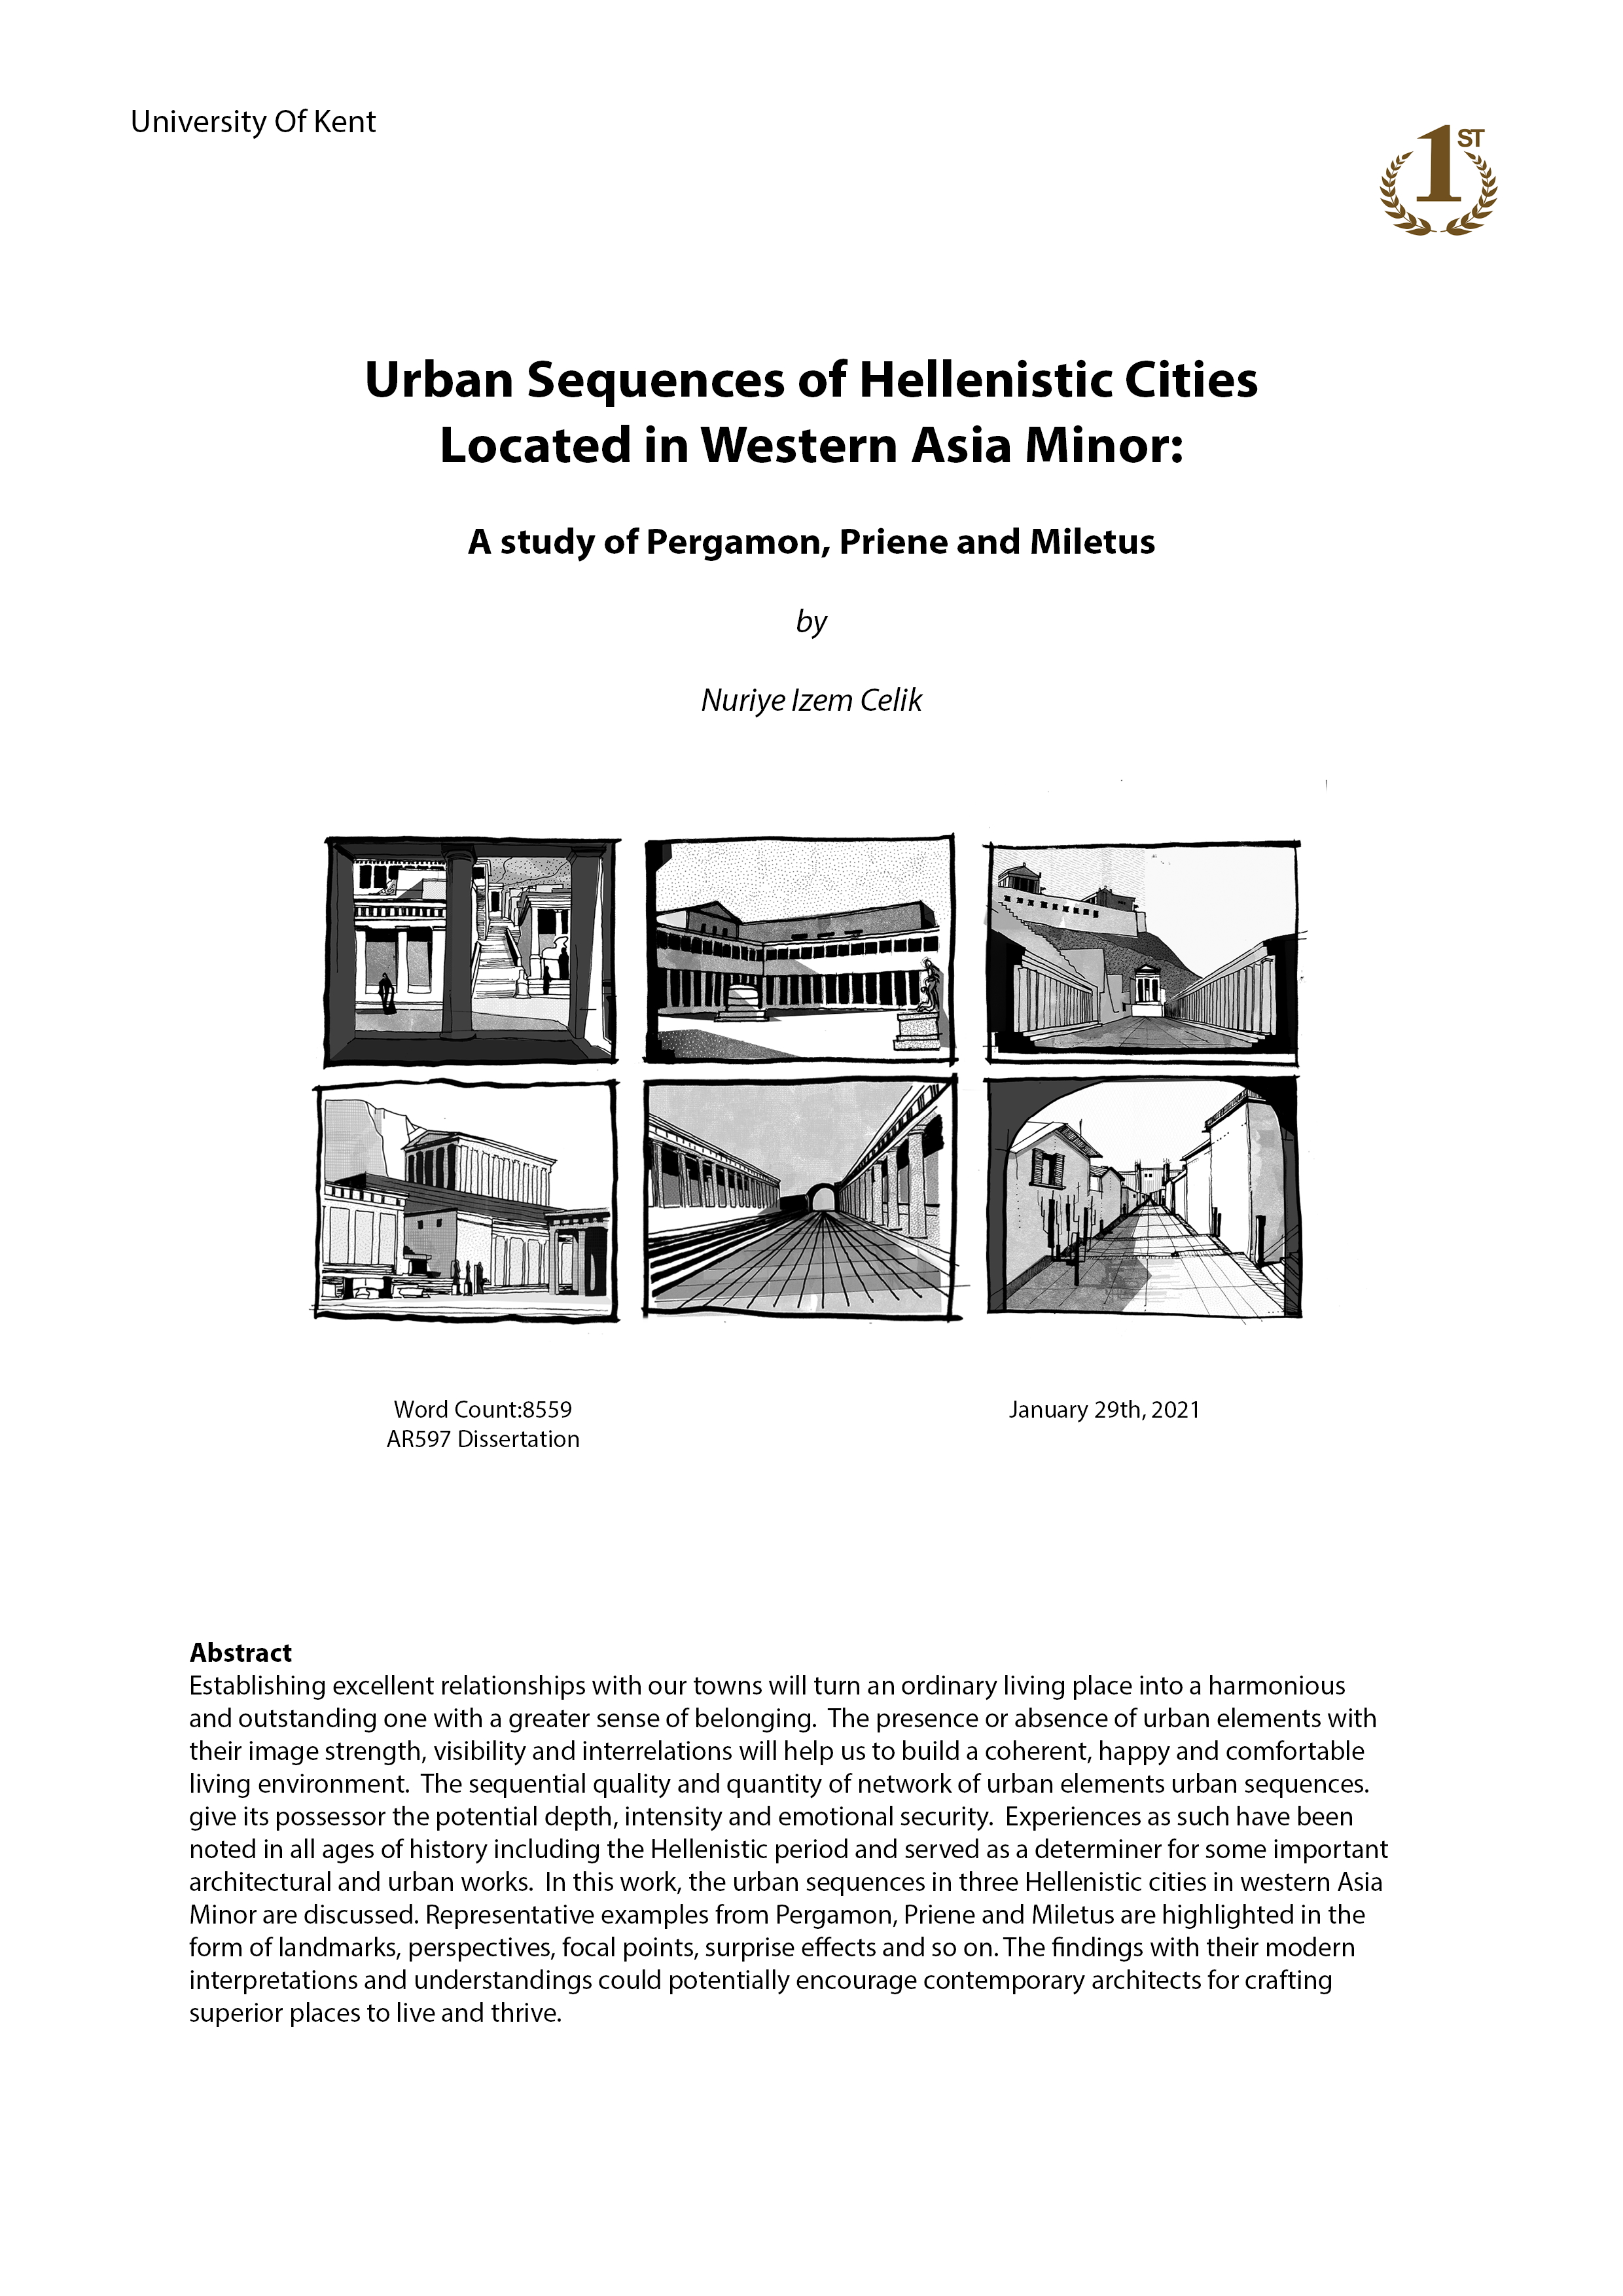 University Of Kent
1ST
Urban Sequences of Hellenistic Cities
Located in Western Asia Minor:
A study of Pergamon, Priene and Miletus
by
Nuriye Izem Celik
Word Count:8559
AR597 Dissertation
January 29th, 2021
Abstract
Establishing excellent relationships with our towns will turn an ordinary living place into a harmonious
and outstanding one with a greater sense of belonging.  The presence or absence of urban elements with
their image strength, visibility and interrelations will help us to build a coherent, happy and comfortable
living environment.  The sequential quality and quantity of network of urban elements urban sequences.
give its possessor the potential depth, intensity and emotional security.  Experiences as such have been
noted in all ages of history including the Hellenistic period and served as a determiner for some important
architectural and urban works.  In this work, the urban sequences in three Hellenistic cities in western Asia
Minor are discussed. Representative examples from Pergamon, Priene and Miletus are highlighted in the
form of landmarks, perspectives, focal points, surprise effects and so on. The findings with their modern
interpretations and understandings could potentially encourage contemporary architects for crafting
superior places to live and thrive.